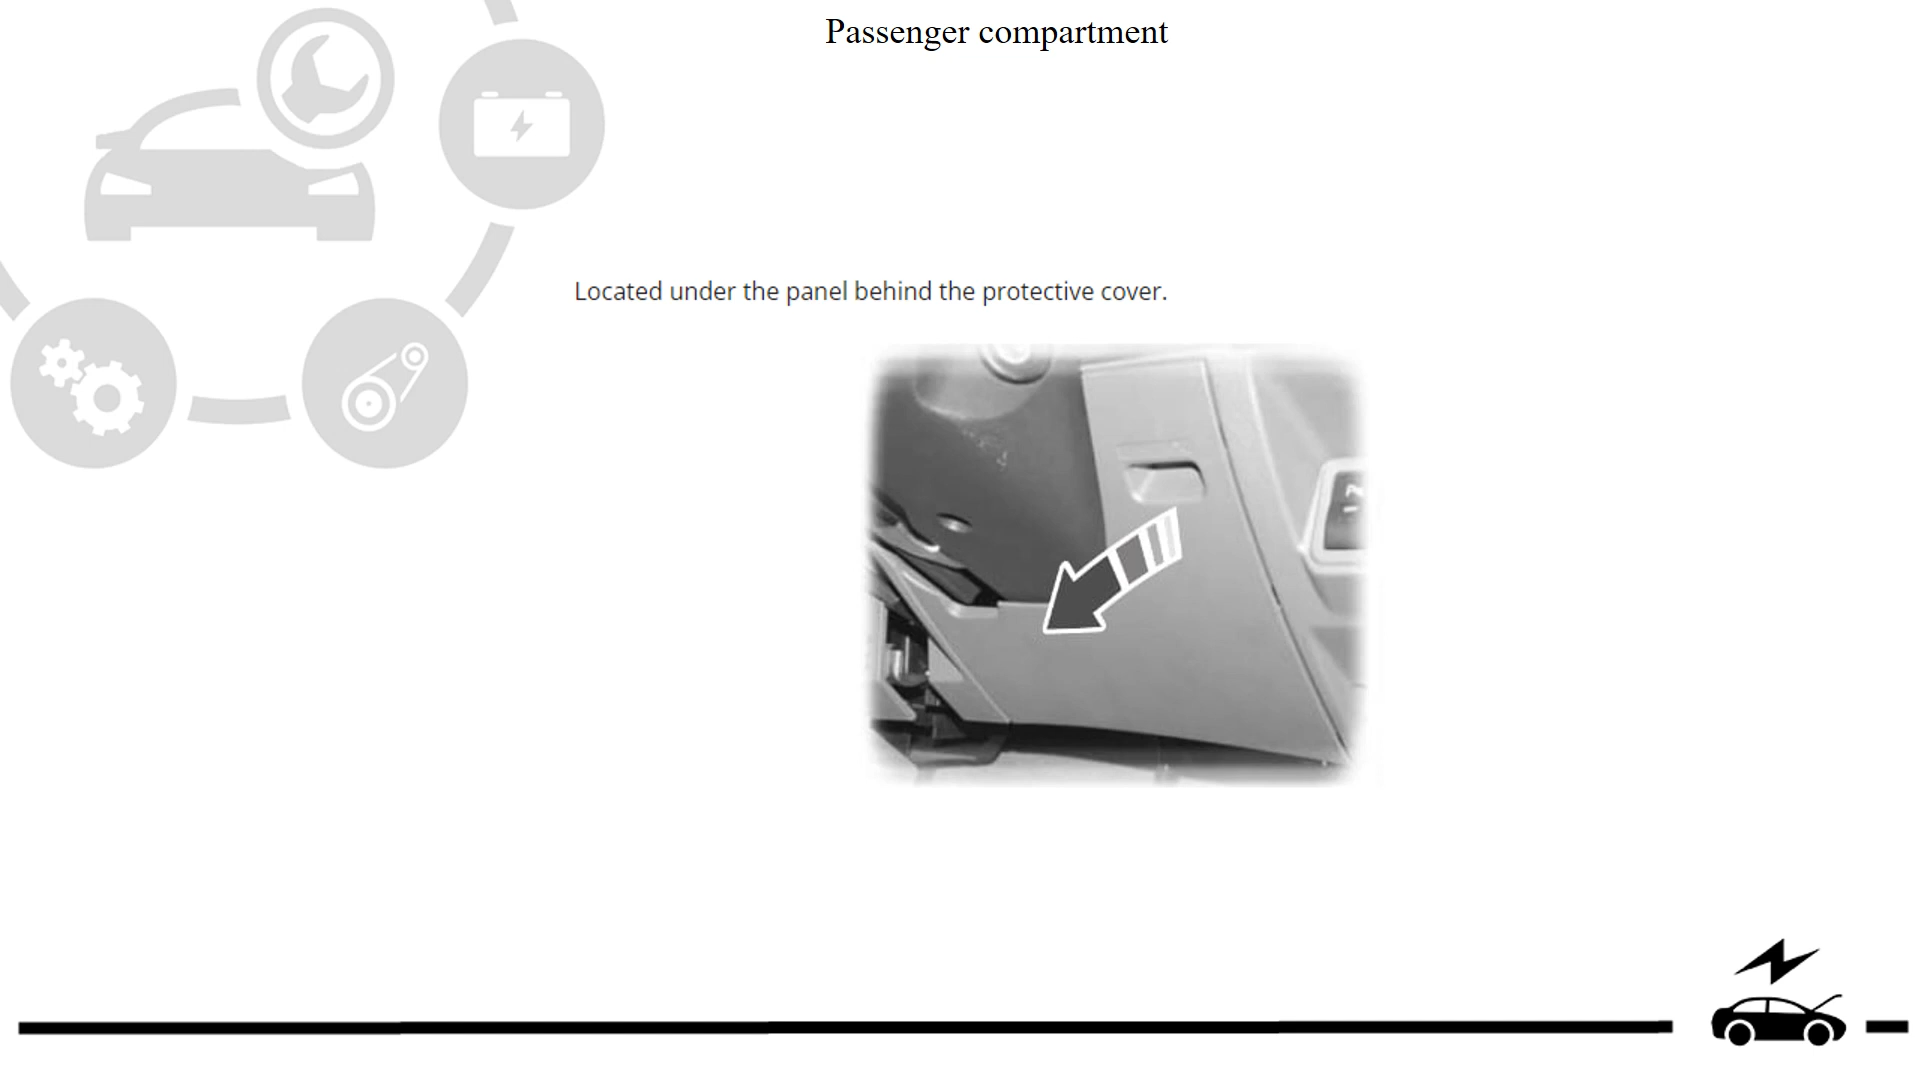 Passenger compartment
Located under the panel behind the protective cover.